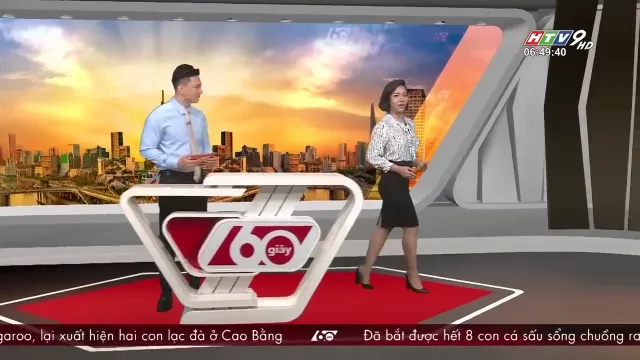 HTV9 HD
06:49:40
60 giây
garoo, lại xuất hiện hai con lạc đà ở Cao Bằng 60 Đã bắt được hết 8 con cá sấu sổng chuồng ra